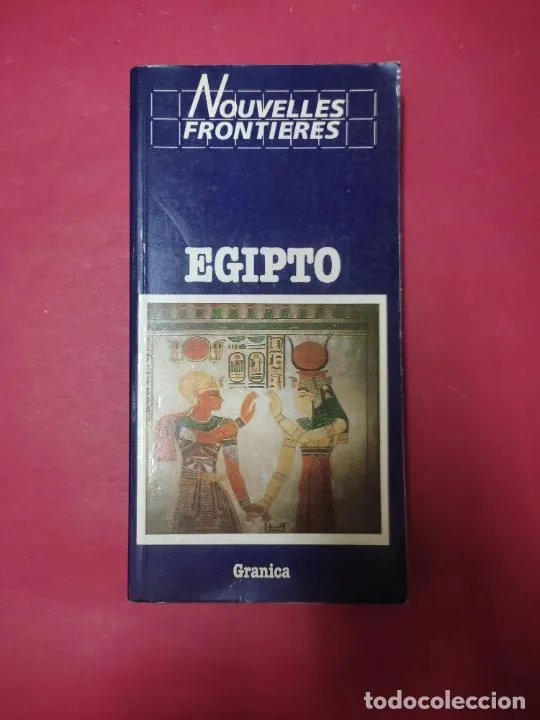 NOUVELLES
FRONTIERES
EGIPTO
Granica
todocoleccion